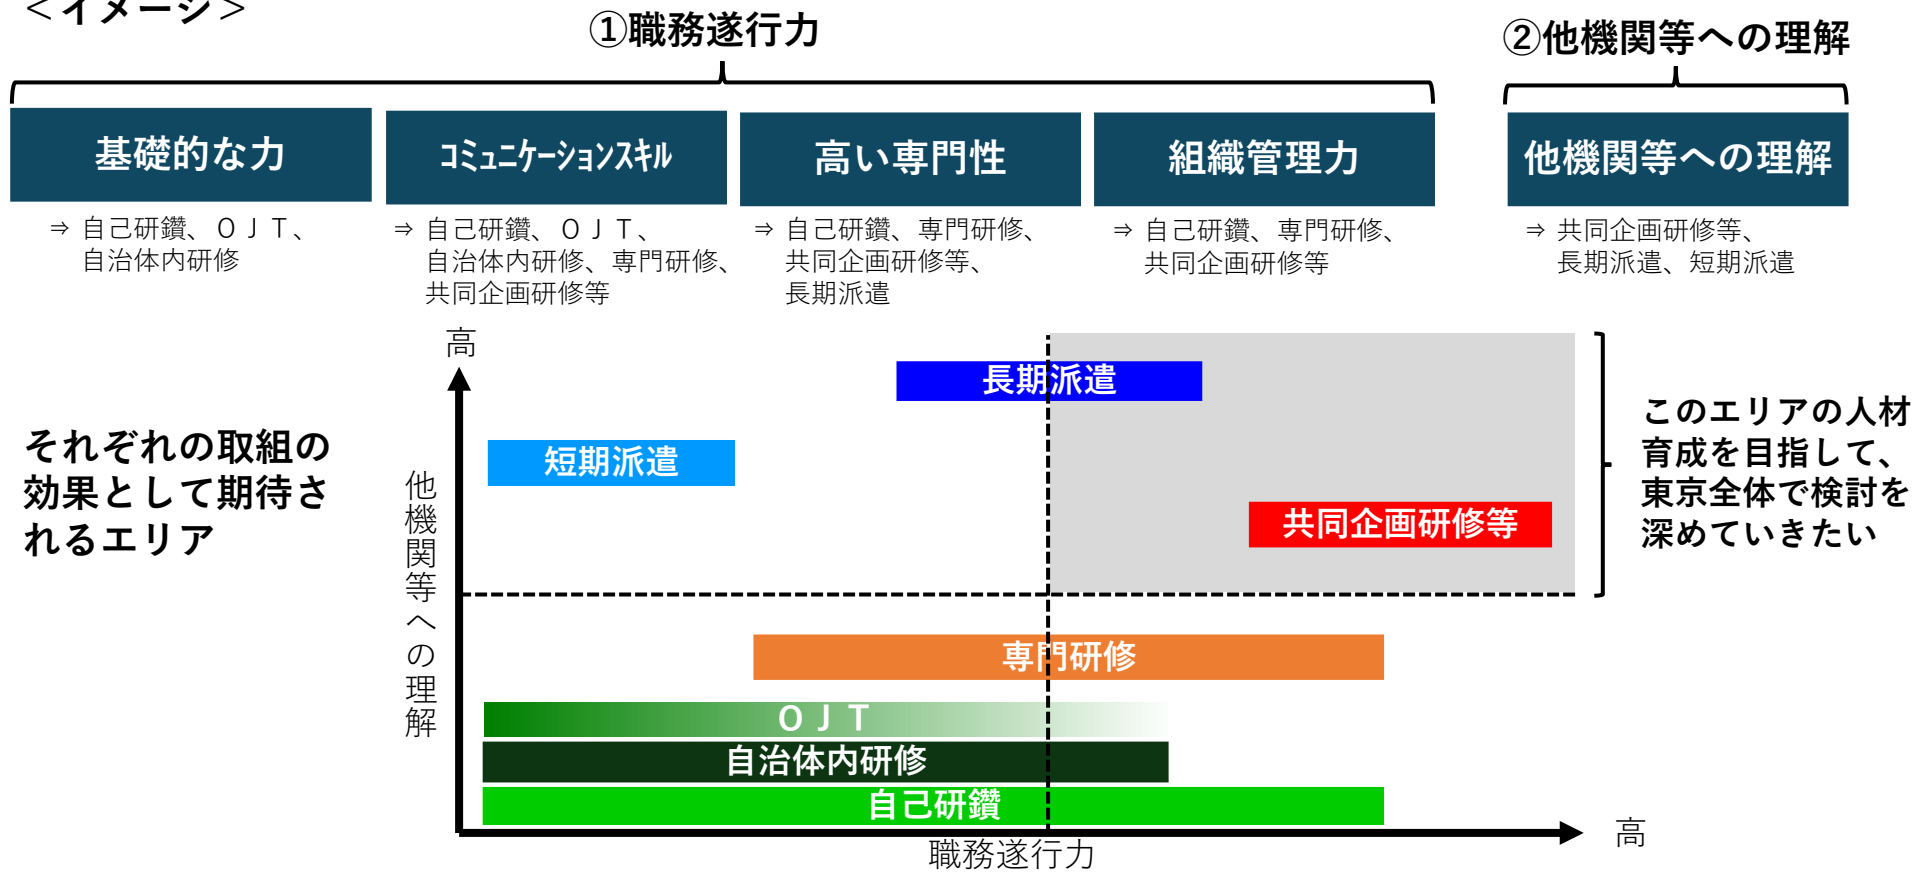 ＜イメージ＞
①職務遂行力
②他機関等への理解
基礎的な力
コミュニケーションスキル
高い専門性
組織管理力
他機関等への理解
⇒ 自己研鑽、ＯＪＴ、
自治体内研修
⇒ 自己研鑽、ＯＪＴ、
自治体内研修、専門研修、
共同企画研修等
⇒ 自己研鑽、専門研修、
共同企画研修等、
長期派遣
⇒ 自己研鑽、専門研修、
共同企画研修等
⇒ 共同企画研修等、
長期派遣、短期派遣
高
それぞれの取組の
効果として期待さ
れるエリア
他機関等への理解
長期派遣
短期派遣
共同企画研修等
専門研修
ＯＪＴ
自治体内研修
自己研鑽
職務遂行力
高
このエリアの人材
育成を目指して、
東京全体で検討を
深めていきたい